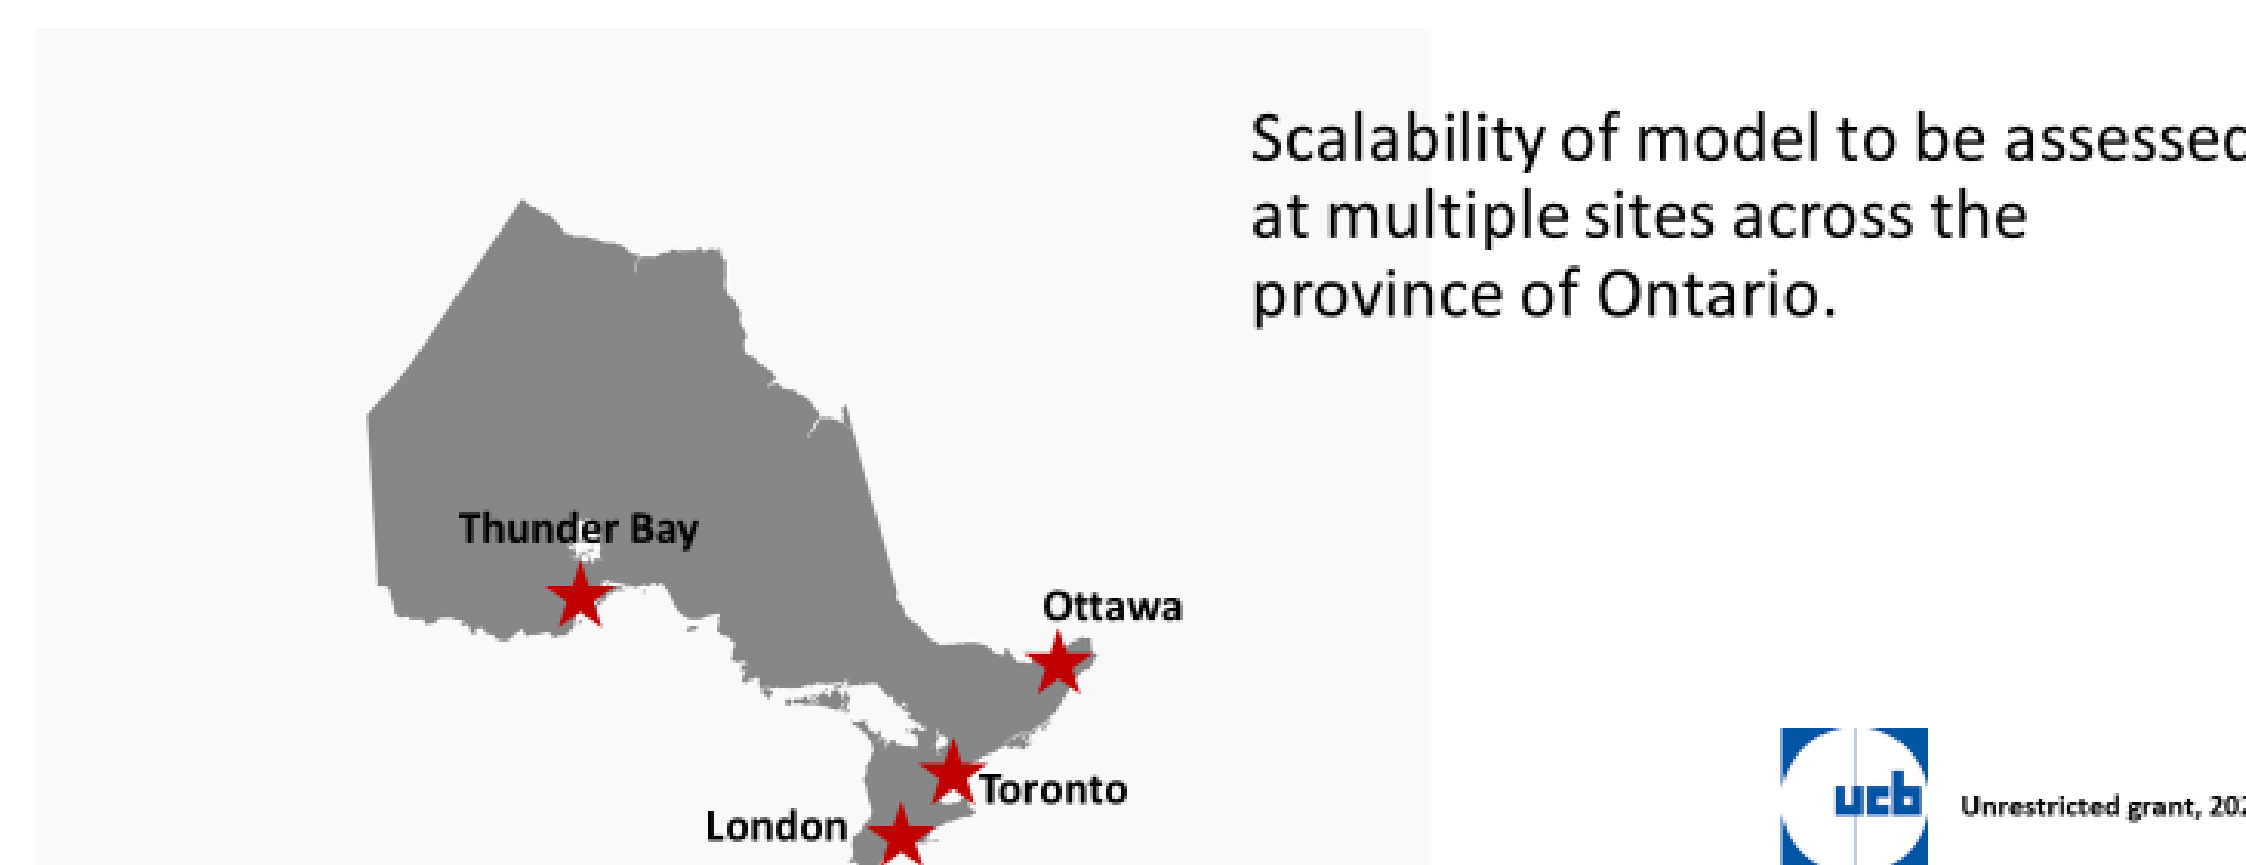 Scalability of model to be assessed
at multiple sites across the
province of Ontario.
Thunder Bay
Ottawa
Toronto
London
ucb
Unrestricted grant,